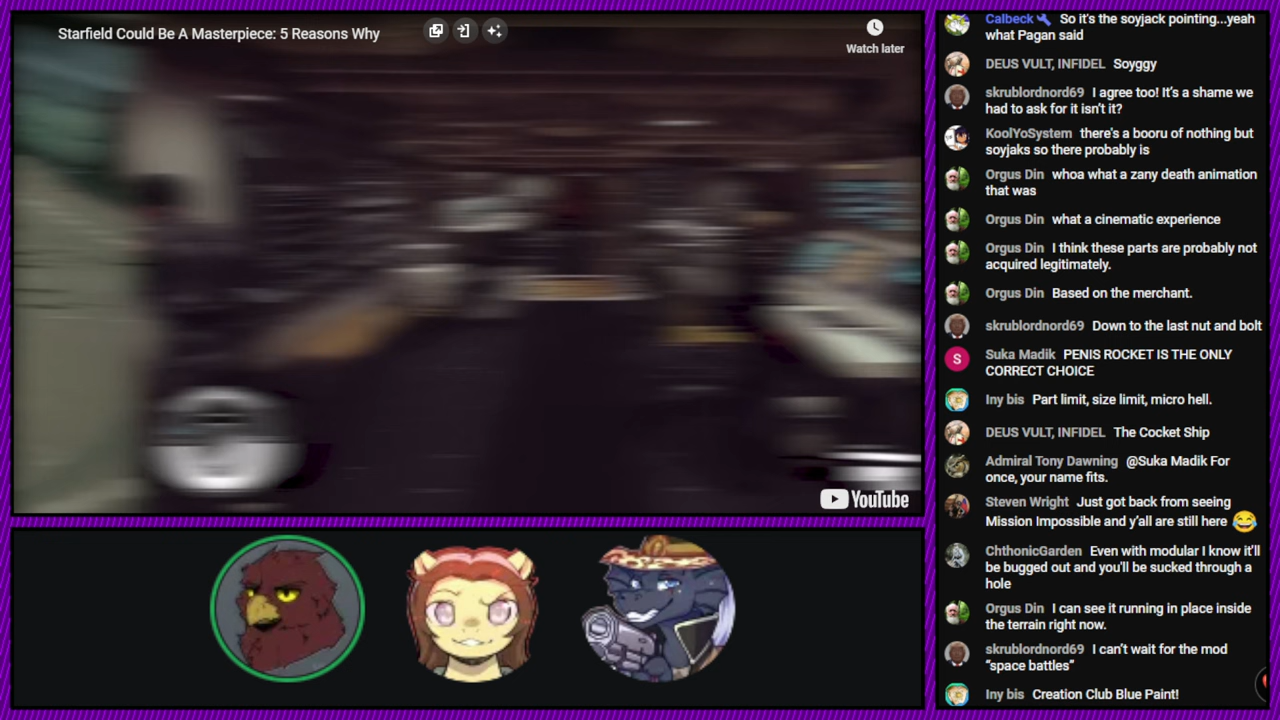 Starfield Could Be A Masterpiece: 5 Reasons Why
Watch later
YouTube
Calbeck So it's the soyjack pointing...yeah
what Pagan said
DEUS VULT, INFIDEL Soyggy
skrublordnord69 I agree too! It's a shame we
had to ask for it isn't it?
KoolYoSystem there's a booru of nothing but
soyjaks so there probably is
Orgus Din whoa what a zany death animation
that was
Orgus Din what a cinematic experience
Orgus Din I think these parts are probably not
acquired legitimately.
Orgus Din Based on the merchant.
skrublordnord69 Down to the last nut and bolt
S
Suka Madik PENIS ROCKET IS THE ONLY
CORRECT CHOICE
Iny bis Part limit, size limit, micro hell.
DEUS VULT, INFIDEL The Cocket Ship
Admiral Tony Dawning @Suka Madik For
once, your name fits.
Steven Wright Just got back from seeing
Mission Impossible and y'all are still here 😂
ChthonicGarden Even with modular I know it'll
be bugged out and you'll be sucked through a
hole
Orgus Din I can see it running in place inside
the terrain right now.
skrublordnord69 I can't wait for the mod
“space battles”
Iny bis Creation Club Blue Paint!